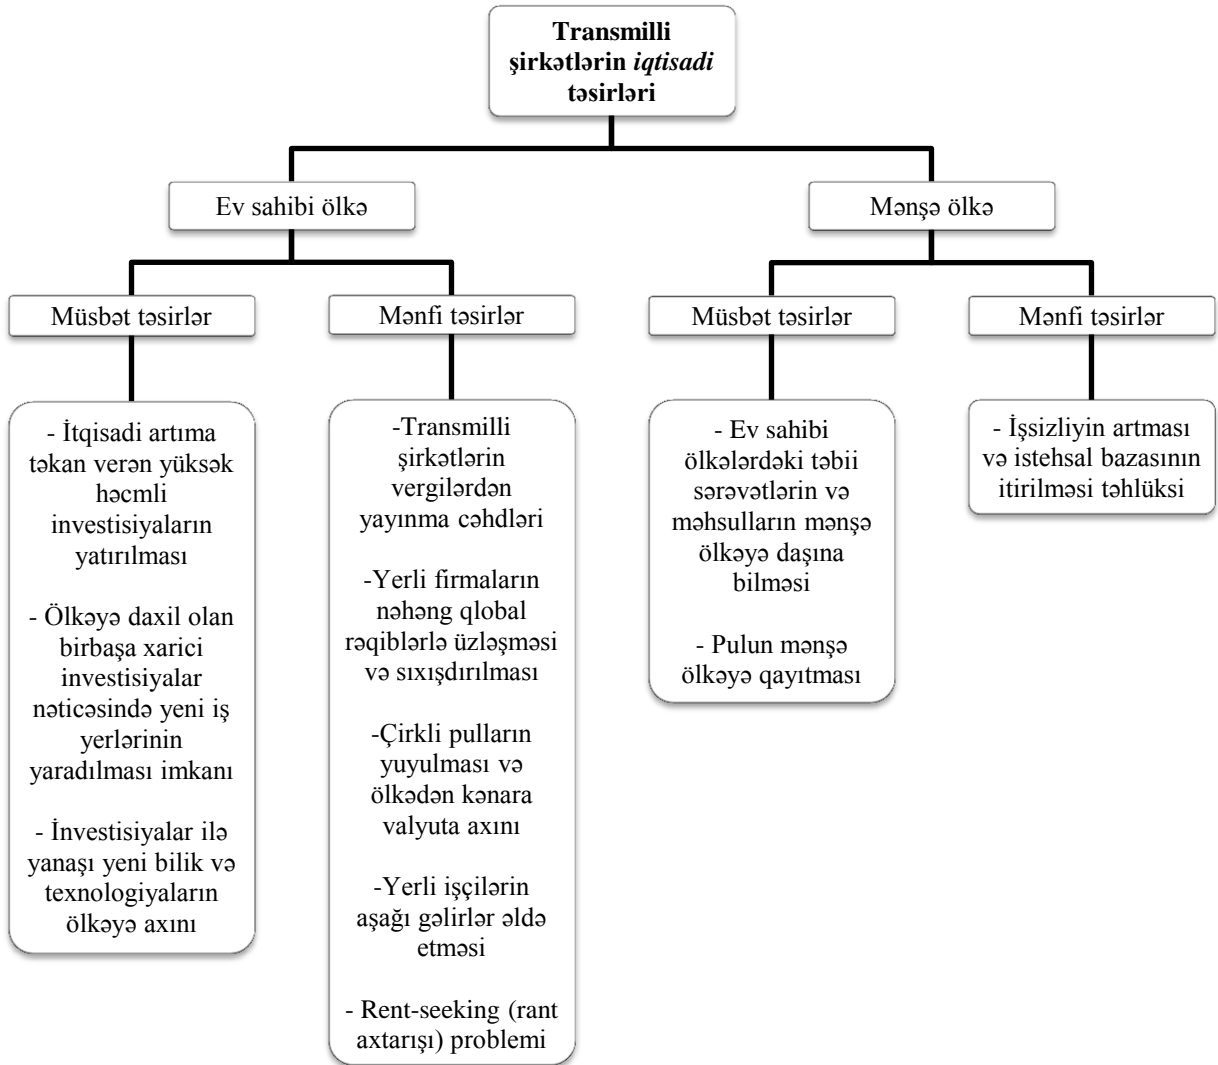 Transmilli
şirkətlərin iqtisadi
təsirləri
Ev sahibi ölkə
Mənşə ölkə
Müsbət təsirlər
Mənfi təsirlər
Müsbət təsirlər
Mənfi təsirlər
- İtqisadi artıma
təkan verən yüksək
həcmli
investisiyaların
yatırılması
- Ölkəyə daxil olan
birbaşa xarici
investisiyalar
nəticəsində yeni iş
yerlərinin
yaradılması imkanı
- İnvestisiyalar ilə
yanaşı yeni bilik və
texnologiyaların
ölkəyə axını
-Transmilli
şirkətlərin
vergilərdən
yayınma cəhdləri
-Yerli firmaların
nəhəng qlobal
rəqiblərlə üzləşməsi
və sıxışdırılması
-Çirkli pulların
yuyulması və
ölkədən kənara
valyuta axını
-Yerli işçilərin
aşağı gəlirlər əldə
etməsi
- Rent-seeking (rant
axtarışı) problemi
- Ev sahibi
ölkələrdəki təbii
sərəvətlərin və
məhsulların mənşə
ölkəyə daşına
bilməsi
- Pulun mənşə
ölkəyə qayıtması
- İşsizliyin artması
və istehsal bazasının
itirilməsi təhlüksi